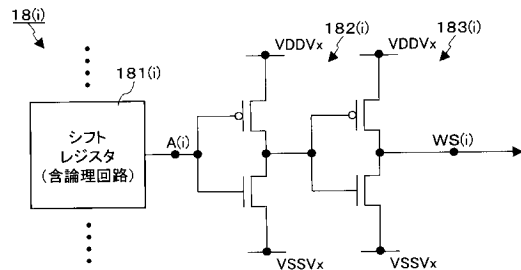 18(i)
182(i)
183(i)
VDDVx
VDDVx
181(i)
シフト
レジスタ
(含論理回路)
A(i)
WS(i)
VSSVx
VSSVx